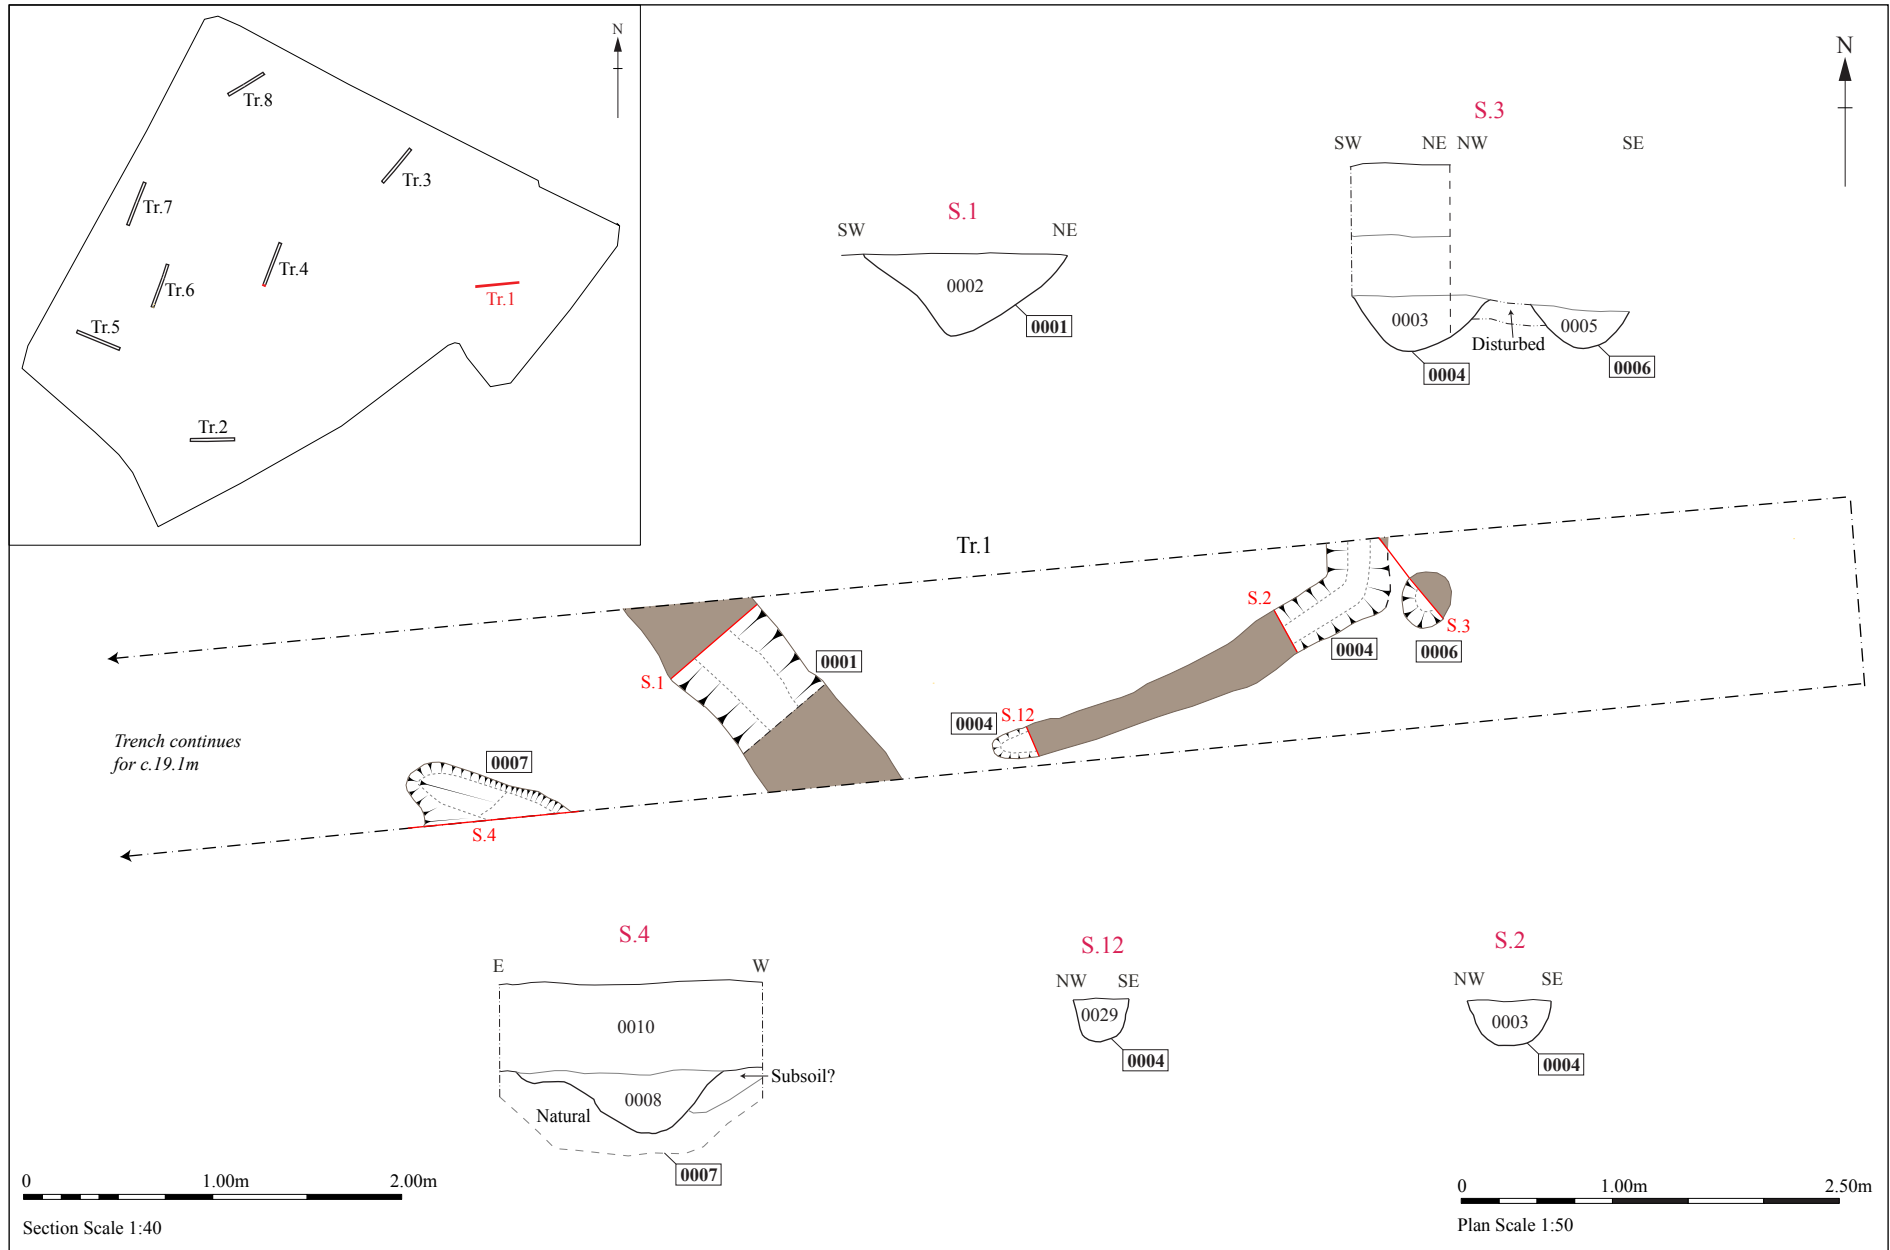 N
Tr.8
Tr.3
Tr.7
Tr.4
Tr.6
Tr.1
Tr.5
Tr.2
N
S.1
SW NE
0002
0001
S.3
SW NE NW SE
0003
0005
Disturbed
0004
0006
Tr.1
S.1
0001
S.2
S.3
0004
0006
0004
S.12
Trench continues
for c.19.1m
0007
S.4
S.4
E W
0010
Subsoil?
0008
Natural
0007
S.12
NW SE
0029
0004
S.2
NW SE
0003
0004
0 1.00m 2.00m
Section Scale 1:40
0 1.00m 2.50m
Plan Scale 1:50